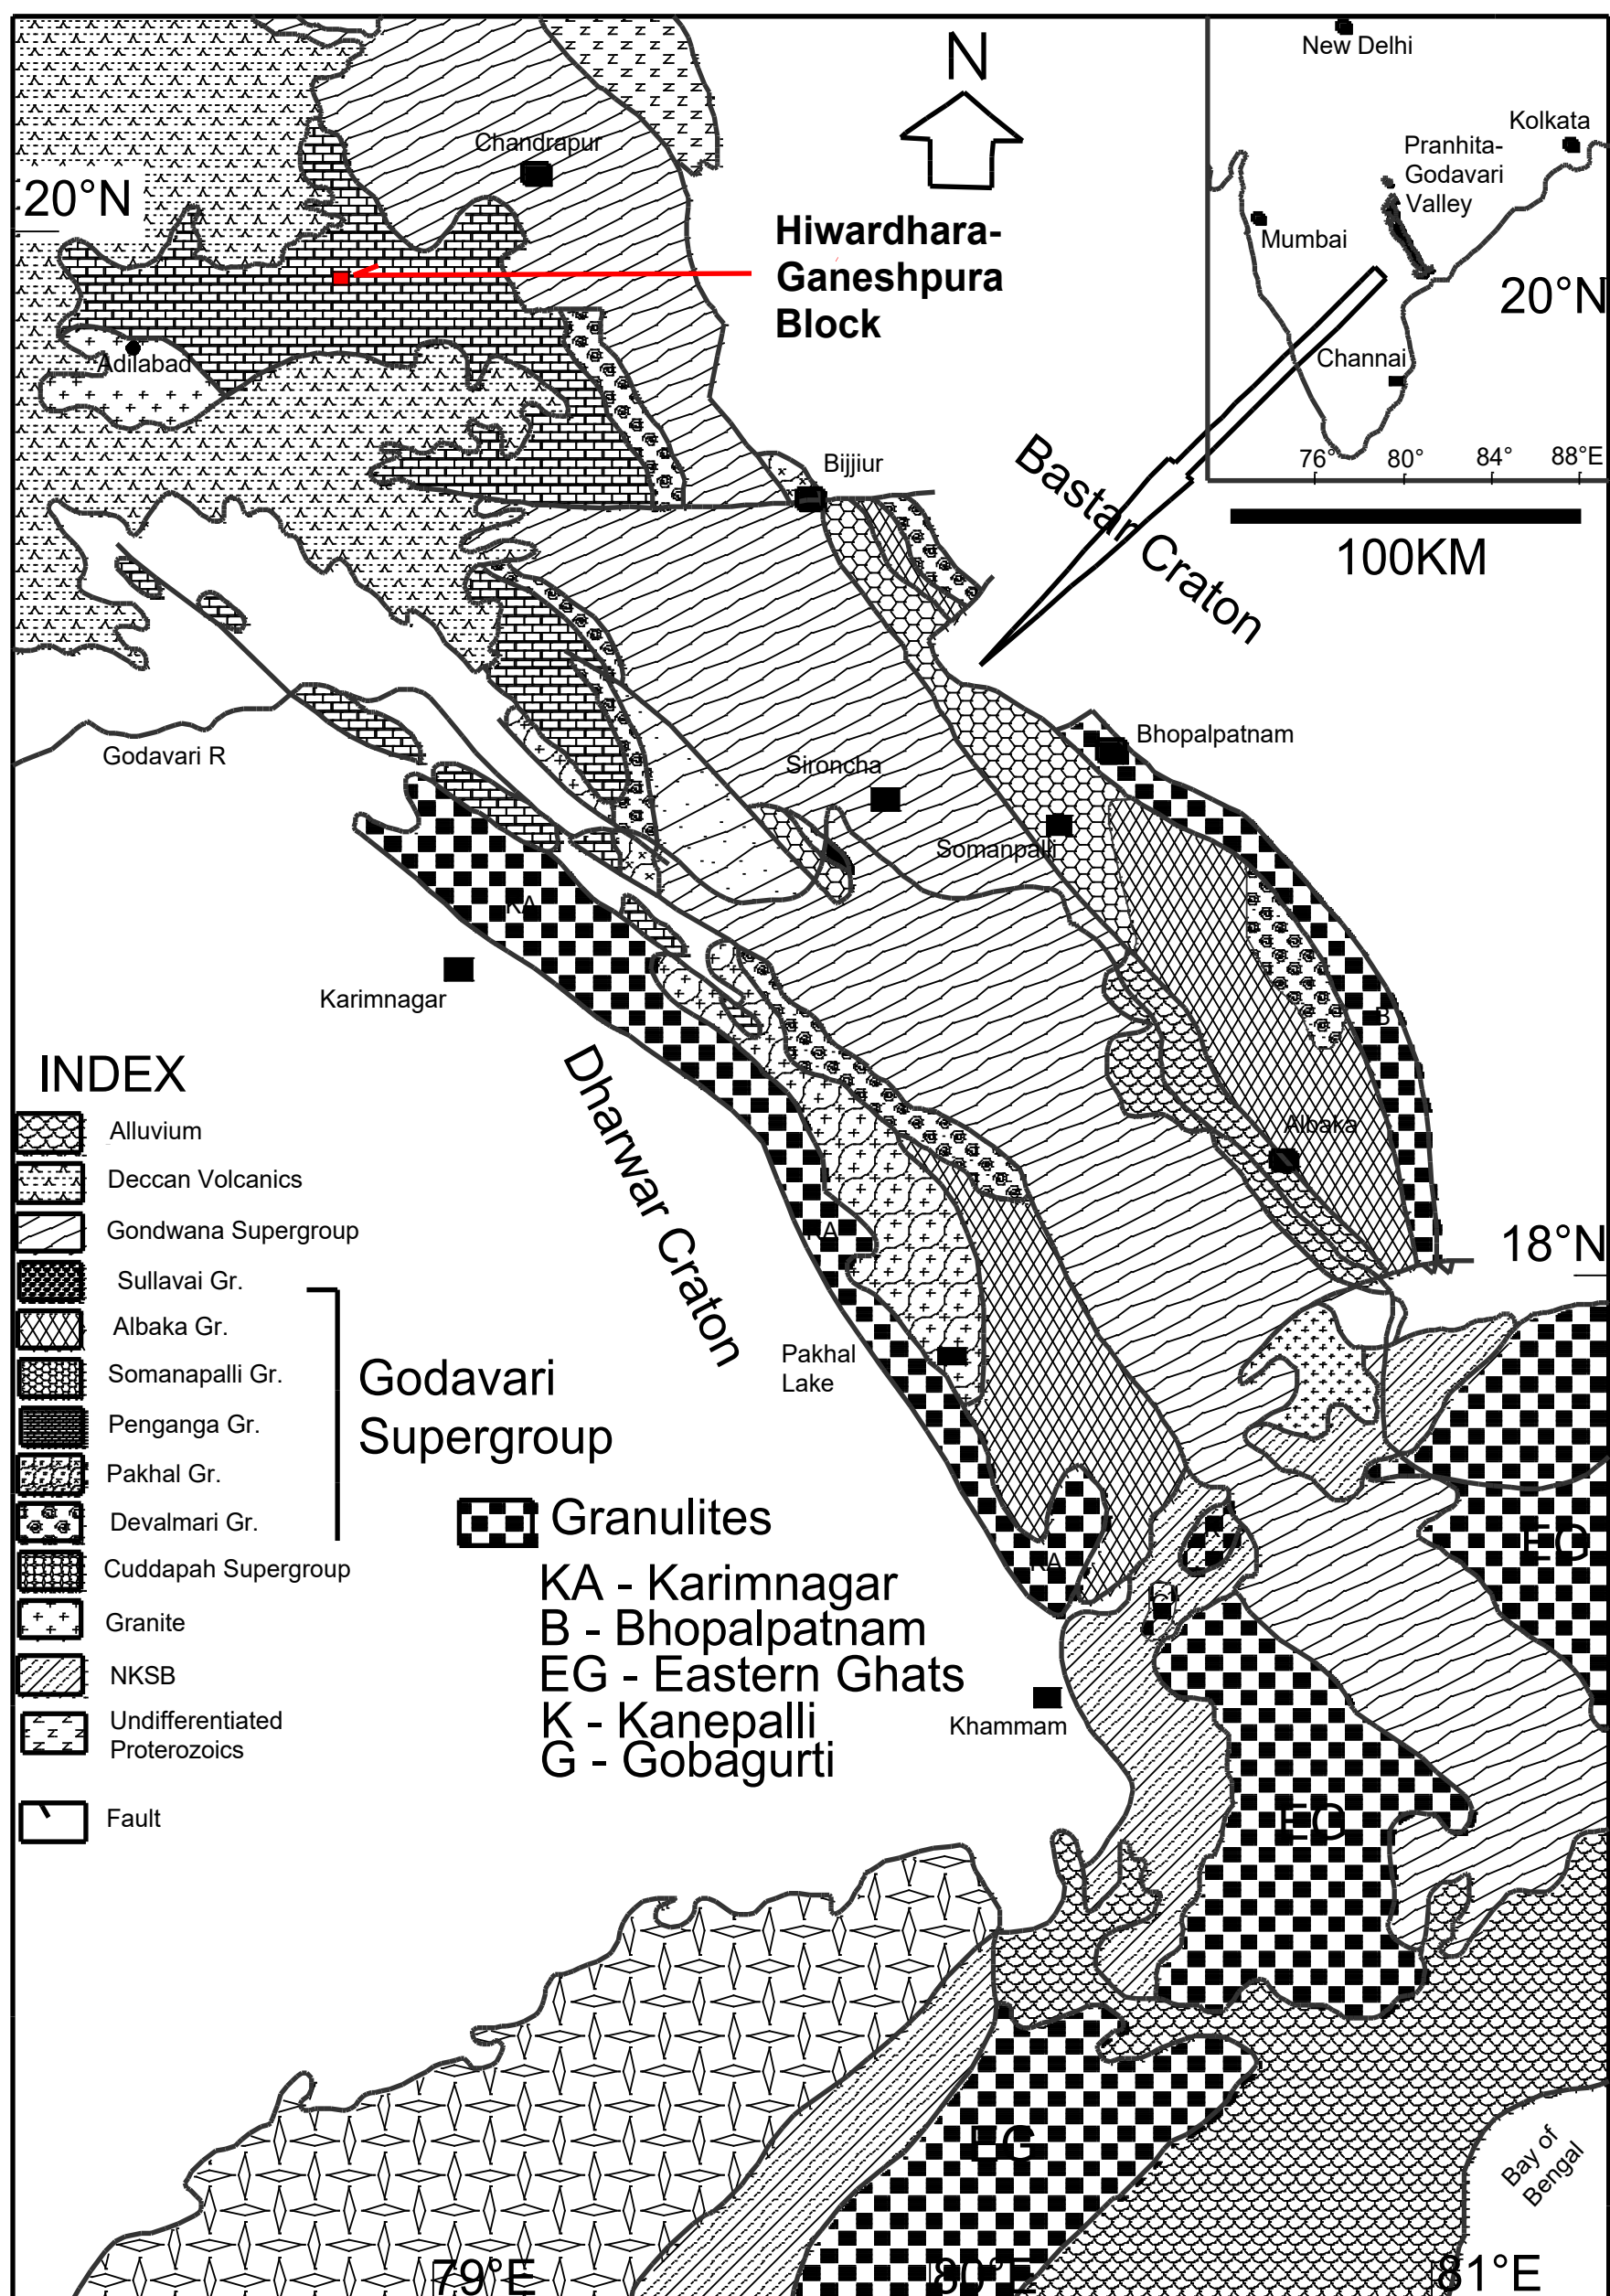 New Delhi
Kolkata
Pranhita-
Godavari
Valley
Mumbai
20°N
Channai
76°
80°
84°
88°E
100KM
N
Chandrapur
20°N
Hiwardhara-
Ganeshpura
Block
Adilabad
Bijjiur
Bastar Craton
Godavari R
Bhopalpatnam
Sironcha
Somanpalli
KA
Karimnagar
B
Dharwar Craton
Albaka
KA
18°N
Pakhal
Lake
INDEX
Alluvium
Deccan Volcanics
Gondwana Supergroup
Sullavai Gr.
Albaka Gr.
Somanapalli Gr.
Penganga Gr.
Pakhal Gr.
Devalmari Gr.
Cuddapah Supergroup
Granite
NKSB
Undifferentiated
Proterozoics
Fault
Godavari
Supergroup
Granulites
KA - Karimnagar
B - Bhopalpatnam
EG - Eastern Ghats
K - Kanepalli
G - Gobagurti
K
EG
KA
G
Khammam
EG
EG
Bay of
Bengal
79°E
80°E
81°E